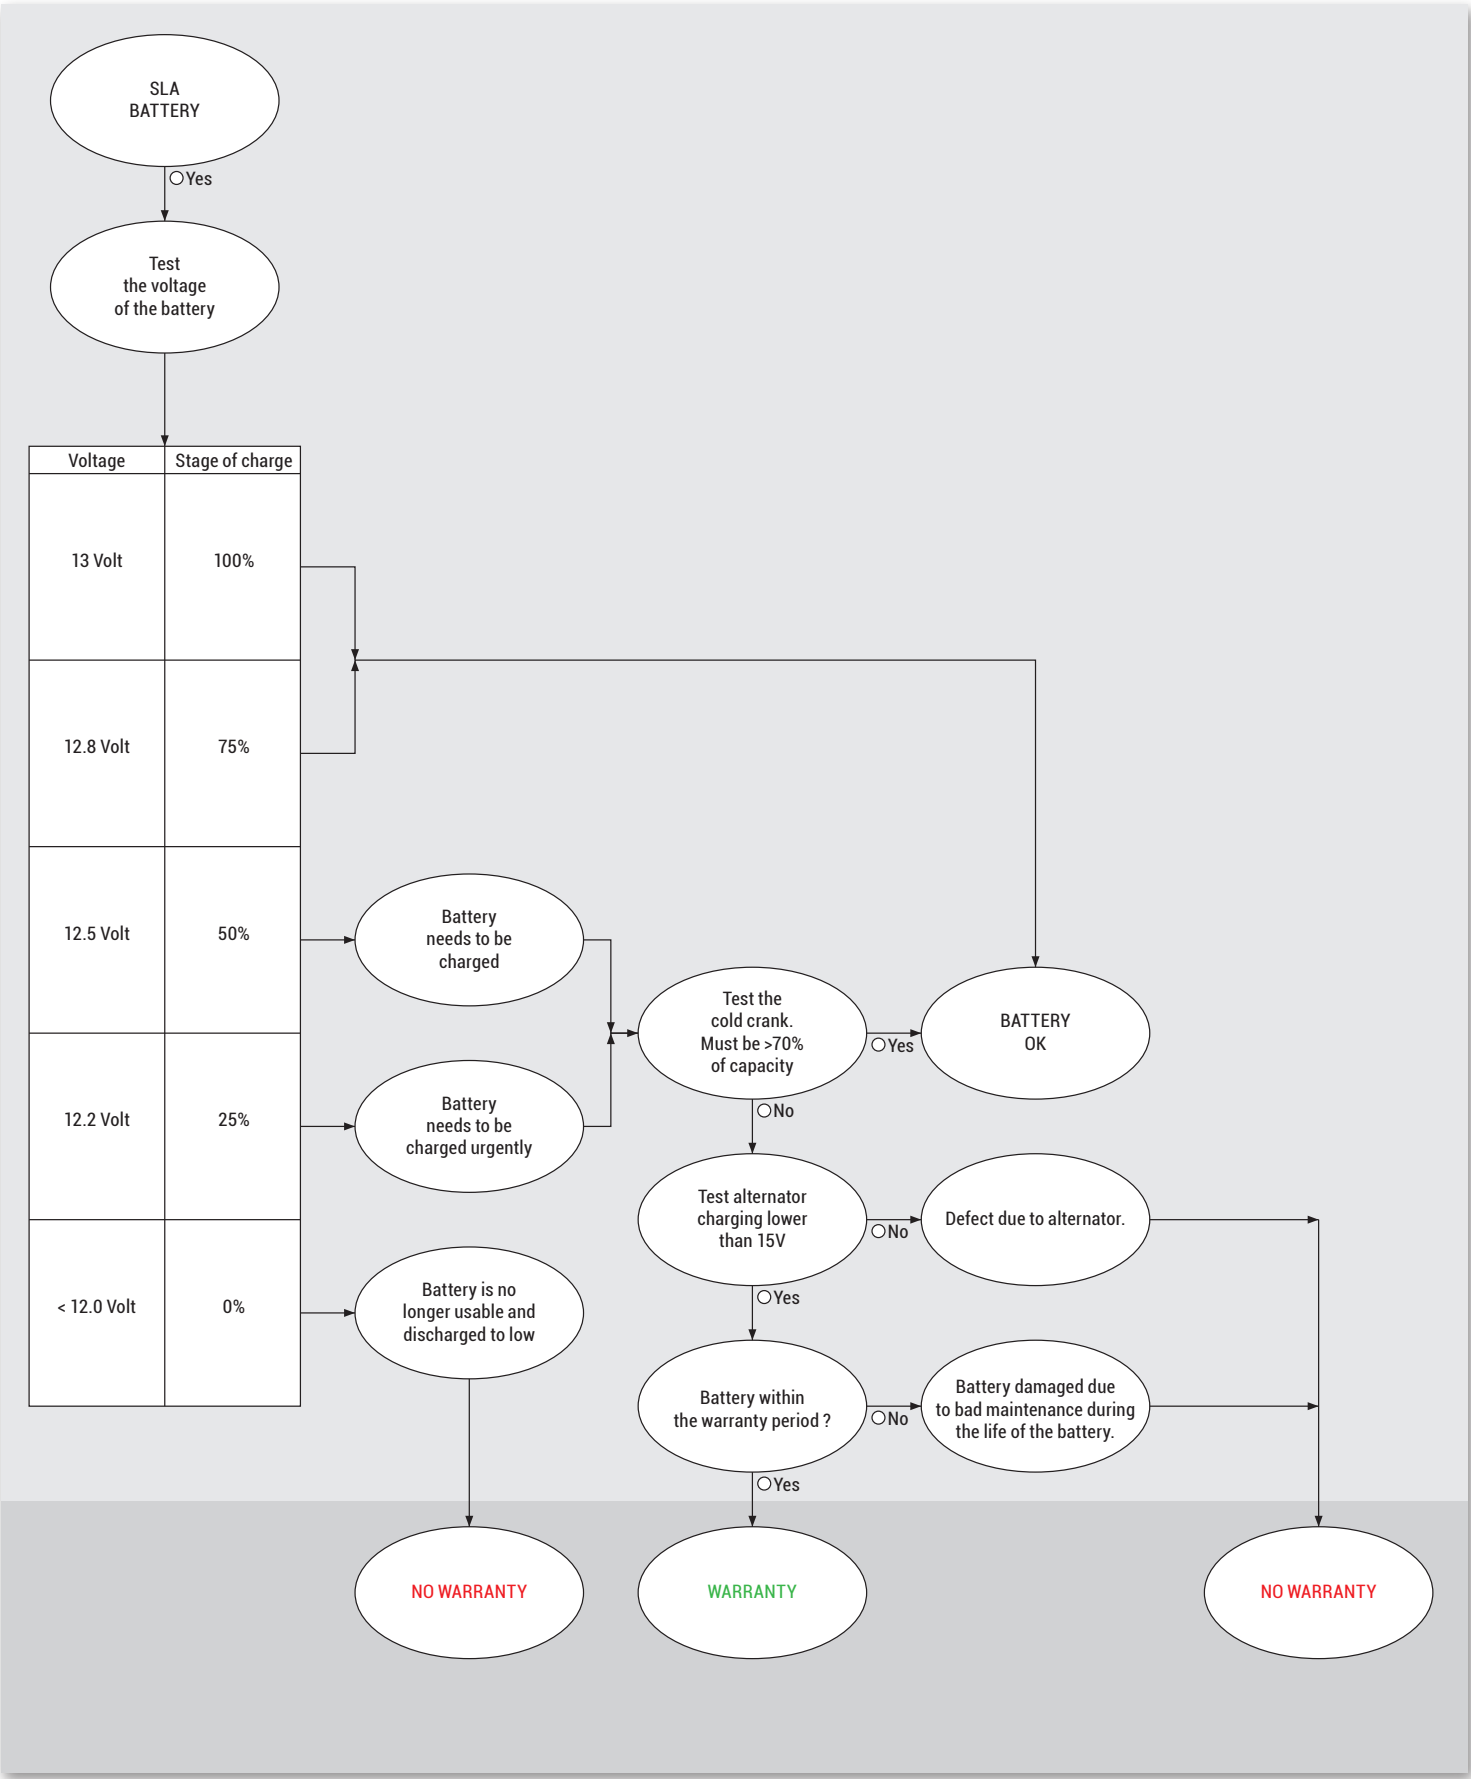 SLA
BATTERY
Yes
Test
the voltage
of the battery
Voltage
Stage of charge
13 Volt
100%
12.8 Volt
75%
12.5 Volt
50%
Battery
needs to be
charged
Test the
cold crank.
Must be >70%
of capacity
Yes
BATTERY
OK
12.2 Volt
25%
Battery
needs to be
charged urgently
No
Test alternator
charging lower
than 15V
No
Defect due to alternator.
< 12.0 Volt
0%
Battery is no
longer usable and
discharged to low
Yes
Battery within
the warranty period ?
No
Battery damaged due
to bad maintenance during
the life of the battery.
Yes
NO WARRANTY
WARRANTY
NO WARRANTY